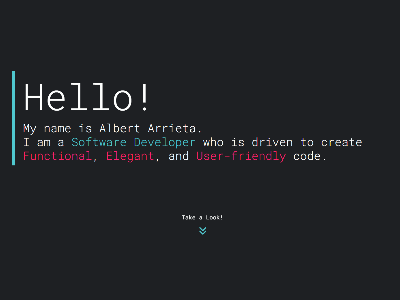 Hello!
My name is Albert Arrieta.
I am a Software Developer who is driven to create
Functional, Elegant, and User-friendly code.
Take a Look!